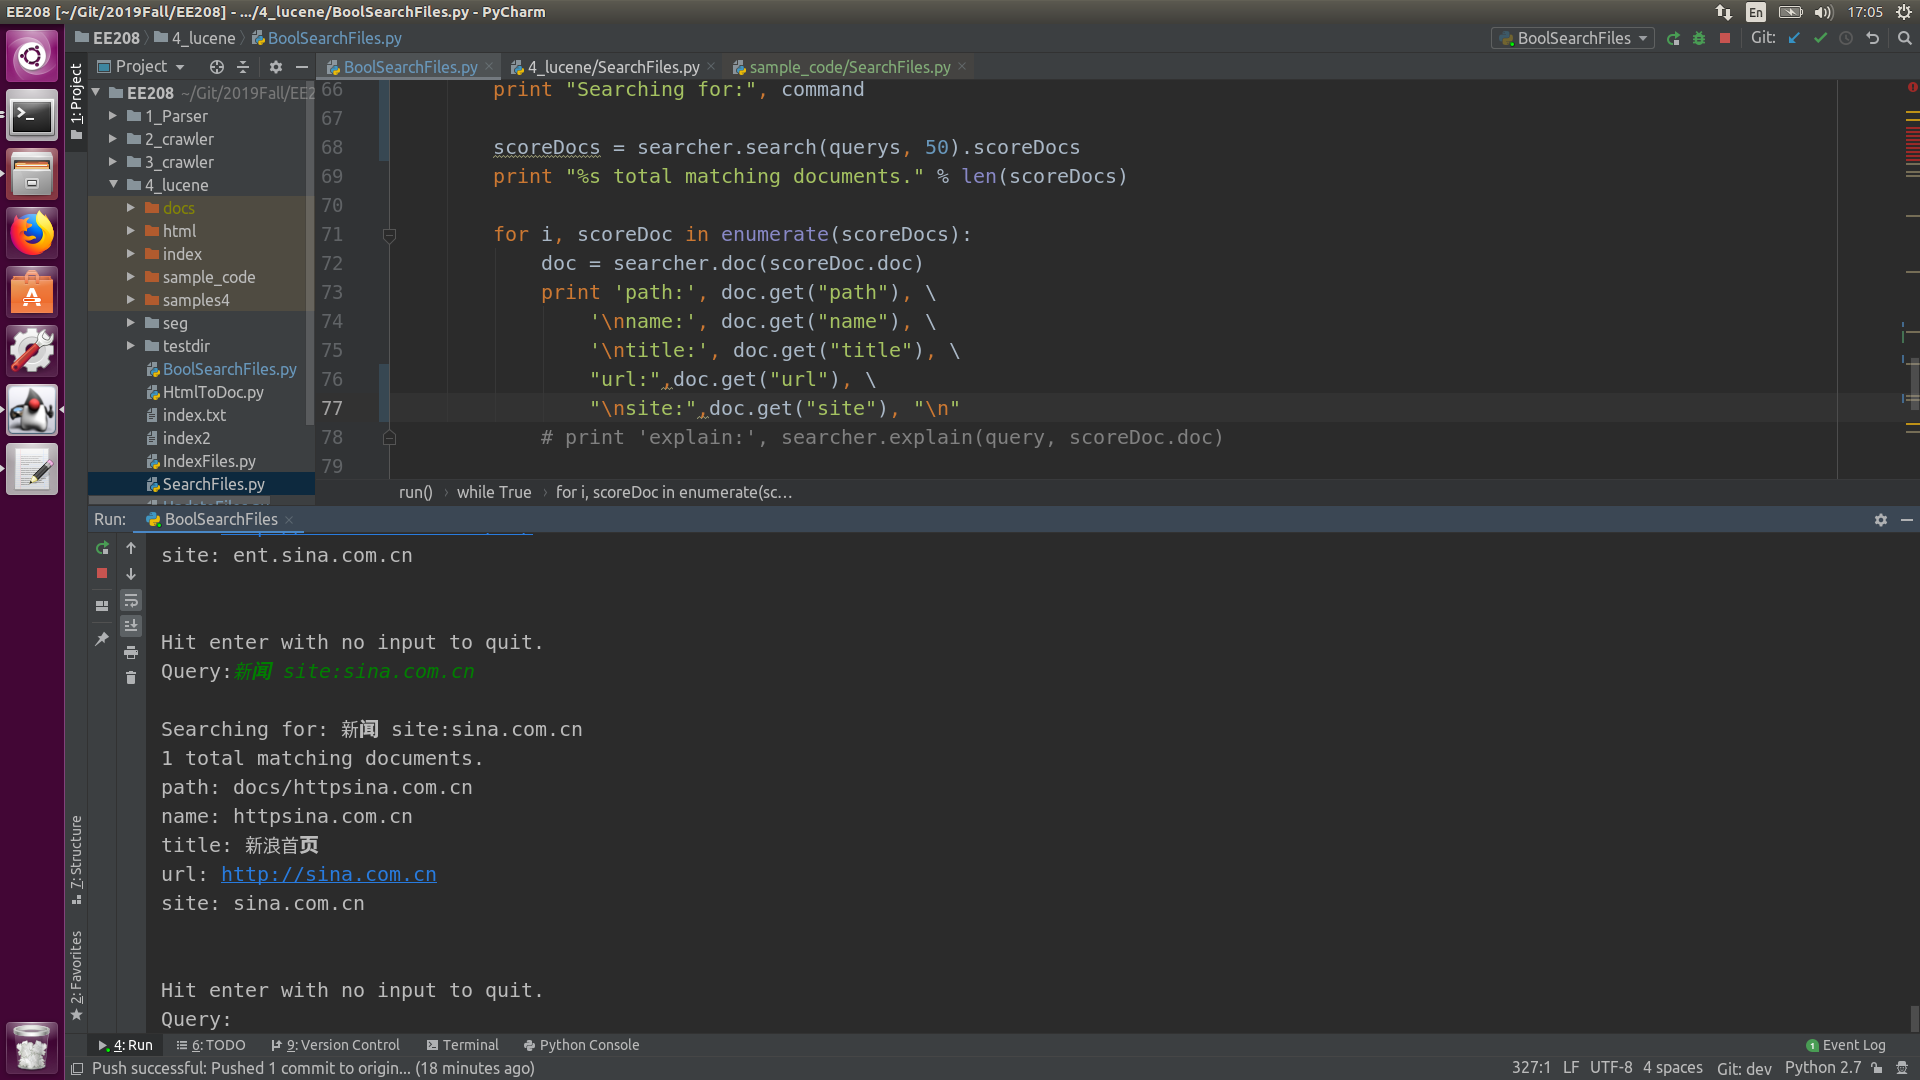 EE208 [~/Git/2019Fall/EE208] - .../4_lucene/BoolSearchFiles.py - PyCharm
En 17:05
EE208 4_lucene BoolSearchFiles.py
BoolSearchFiles Git:
1: Project
Project
BoolSearchFiles.py 4_lucene/SearchFiles.py sample_code/SearchFiles.py
EE208 ~/Git/2019Fall/EE2
1_Parser
2_crawler
3_crawler
4_lucene
docs
html
index
sample_code
samples4
seg
testdir
BoolSearchFiles.py
HtmlToDoc.py
index.txt
index2
IndexFiles.py
SearchFiles.py
66 print "Searching for:", command
67
68 scoreDocs = searcher.search(querys, 50).scoreDocs
69 print "%s total matching documents." % len(scoreDocs)
70
71 for i, scoreDoc in enumerate(scoreDocs):
72 doc = searcher.doc(scoreDoc.doc)
73 print 'path:', doc.get("path"), \
74 '\nname:', doc.get("name"), \
75 '\ntitle:', doc.get("title"), \
76 "url:",doc.get("url"), \
77 "\nsite:",doc.get("site"), "\n"
78 # print 'explain:', searcher.explain(query, scoreDoc.doc)
79
run() › while True › for i, scoreDoc in enumerate(sc...
Run: BoolSearchFiles
site: ent.sina.com.cn
Hit enter with no input to quit.
Query:新闻 site:sina.com.cn
Searching for: 新闻 site:sina.com.cn
1 total matching documents.
path: docs/httpsina.com.cn
name: httpsina.com.cn
title: 新浪首页
url: http://sina.com.cn
site: sina.com.cn
Hit enter with no input to quit.
Query:
7: Structure
2: Favorites
4: Run 6: TODO 9: Version Control Terminal Python Console 1 Event Log
Push successful: Pushed 1 commit to origin... (18 minutes ago) 327:1 LF UTF-8 4 spaces Git: dev Python 2.7